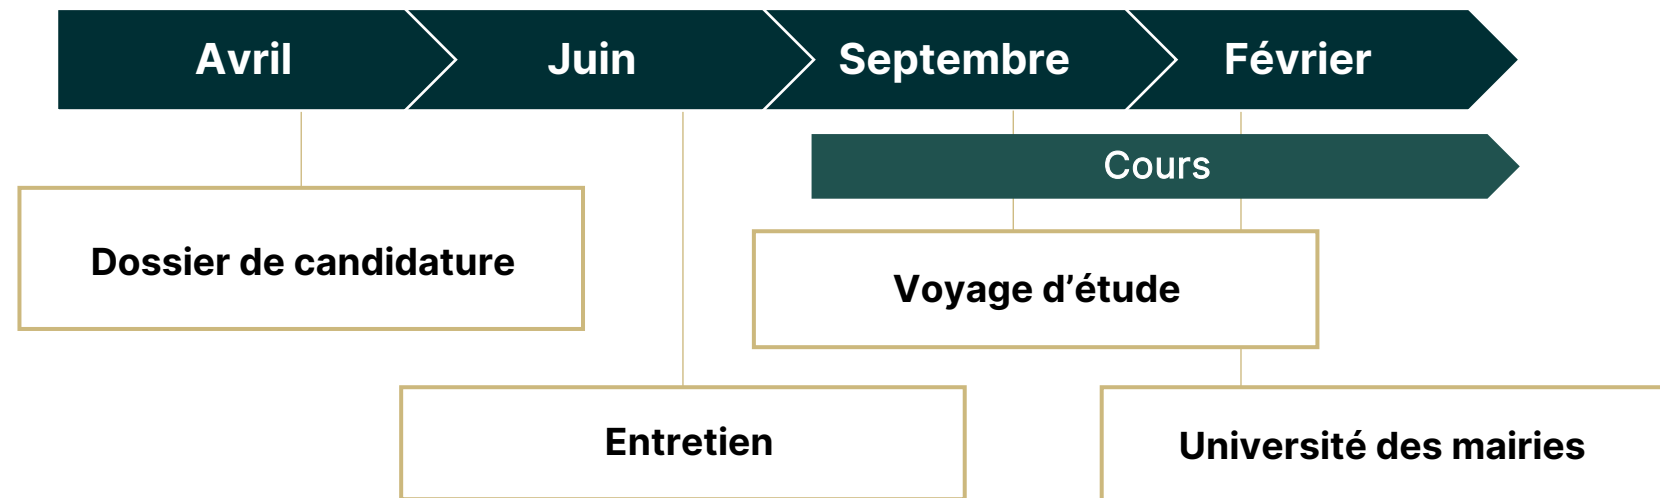 Avril
Juin
Septembre
Février
Cours
Dossier de candidature
Voyage d’étude
Entretien
Université des mairies